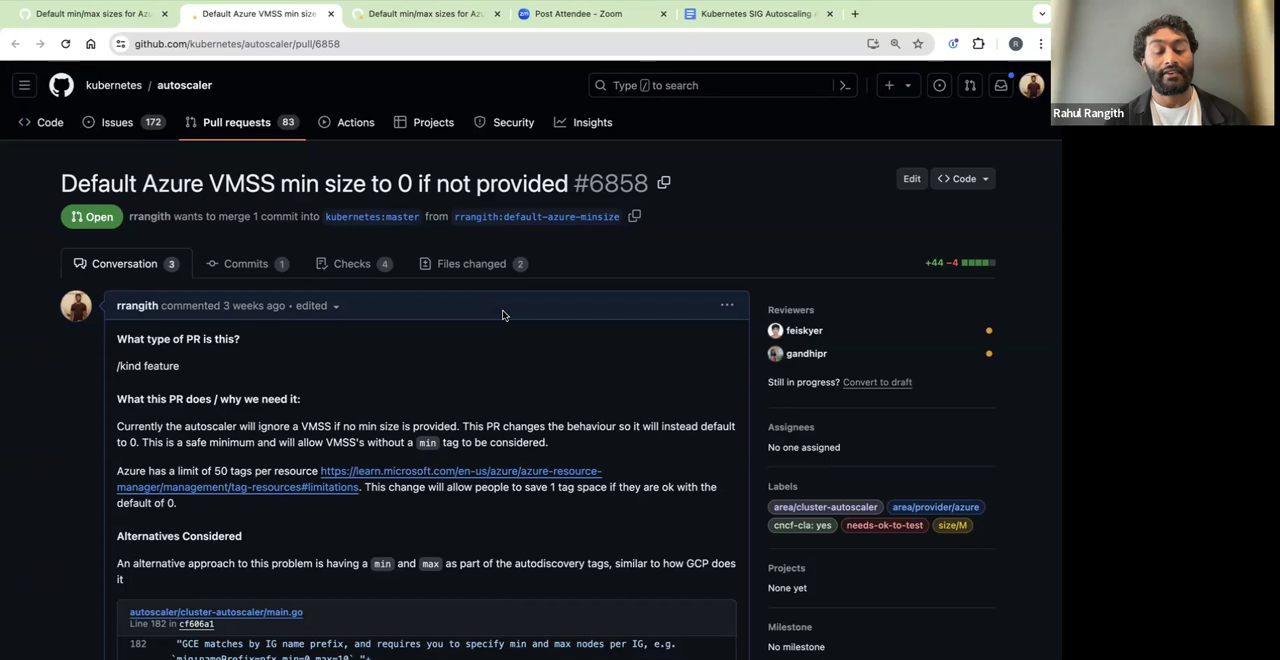 Default min/max sizes for Az
Default Azure VMSS min size
Default min/max sizes for Az
Post Attendee - Zoom
Kubernetes SIG Autoscaling
github.com/kubernetes/autoscaler/pull/6858
R
Rahul Rangith
kubernetes / autoscaler
Type / to search
Code
Issues 172
Pull requests 83
Actions
Projects
Security
Insights
Default Azure VMSS min size to 0 if not provided #6858
Edit
<> Code
Open
rrangith wants to merge 1 commit into kubernetes:master from rrangith:default-azure-minsize
Conversation 3
Commits 1
Checks 4
Files changed 2
+44 −4
rrangith commented 3 weeks ago • edited
What type of PR is this?
/kind feature
What this PR does / why we need it:
Currently the autoscaler will ignore a VMSS if no min size is provided. This PR changes the behaviour so it will instead default
to 0. This is a safe minimum and will allow VMSS's without a min tag to be considered.
Azure has a limit of 50 tags per resource https://learn.microsoft.com/en-us/azure/azure-resource-
manager/management/tag-resources#limitations. This change will allow people to save 1 tag space if they are ok with the
default of 0.
Alternatives Considered
An alternative approach to this problem is having a min and max as part of the autodiscovery tags, similar to how GCP does
it
autoscaler/cluster-autoscaler/main.go
Line 182 in cf606a1
182 "GCE matches by IG name prefix, and requires you to specify min and max nodes per IG, e.g.
`mig:namePrefix=pfx,min=0,max=10` "+
Reviewers
feiskyer
gandhipr
Still in progress? Convert to draft
Assignees
No one assigned
Labels
area/cluster-autoscaler
area/provider/azure
cncf-cla: yes
needs-ok-to-test
size/M
Projects
None yet
Milestone
No milestone